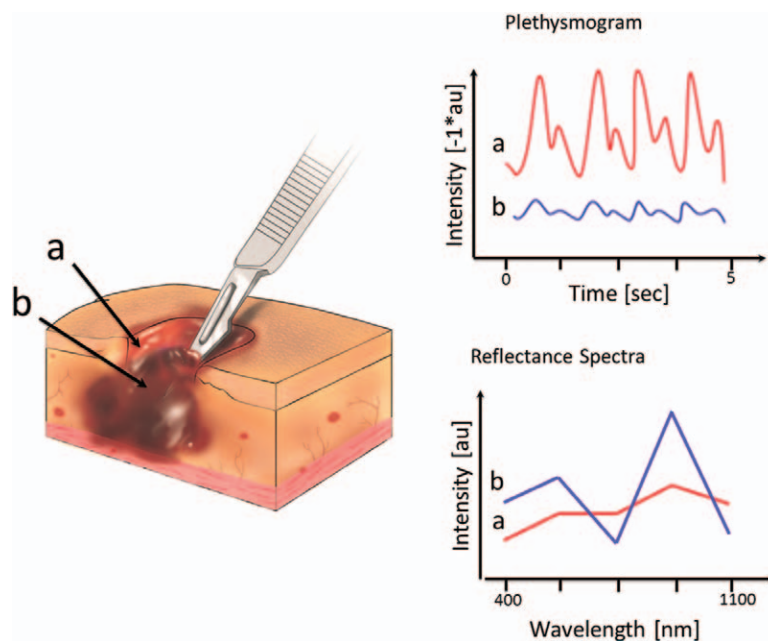 Plethysmogram
Intensity [-1*au]
a
b
0
5
Time [sec]
a
b
Reflectance Spectra
Intensity [au]
b
a
400
1100
Wavelength [nm]